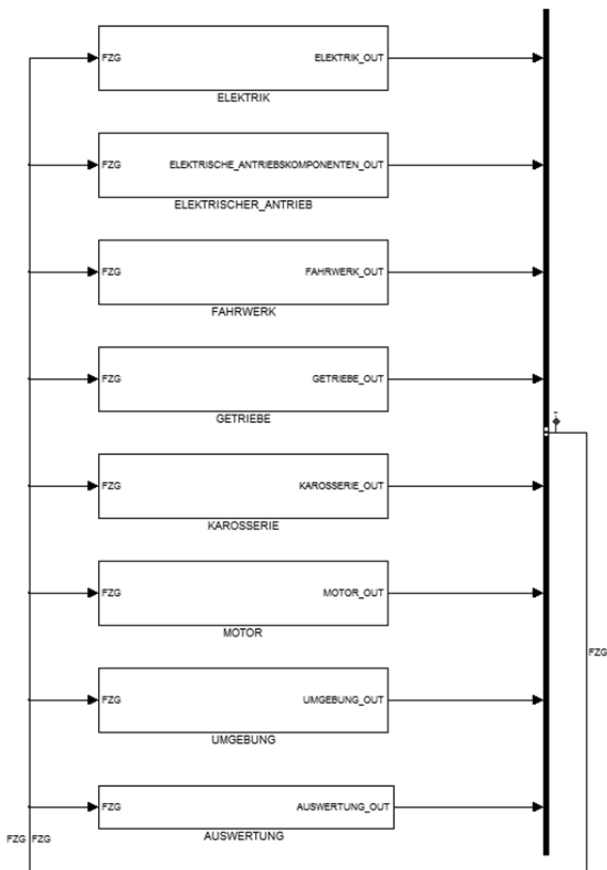 FZG ELEKTRIK_OUT
ELEKTRIK
FZG ELEKTRISCHE_ANTRIEBSKOMPONENTEN_OUT
ELEKTRISCHER_ANTRIEB
FZG FAHRWERK_OUT
FAHRWERK
FZG GETRIEBE_OUT
GETRIEBE
FZG KAROSSERIE_OUT
KAROSSERIE
FZG MOTOR_OUT
MOTOR
FZG
FZG UMGEBUNG_OUT
UMGEBUNG
FZG AUSWERTUNG_OUT
AUSWERTUNG
FZG FZG